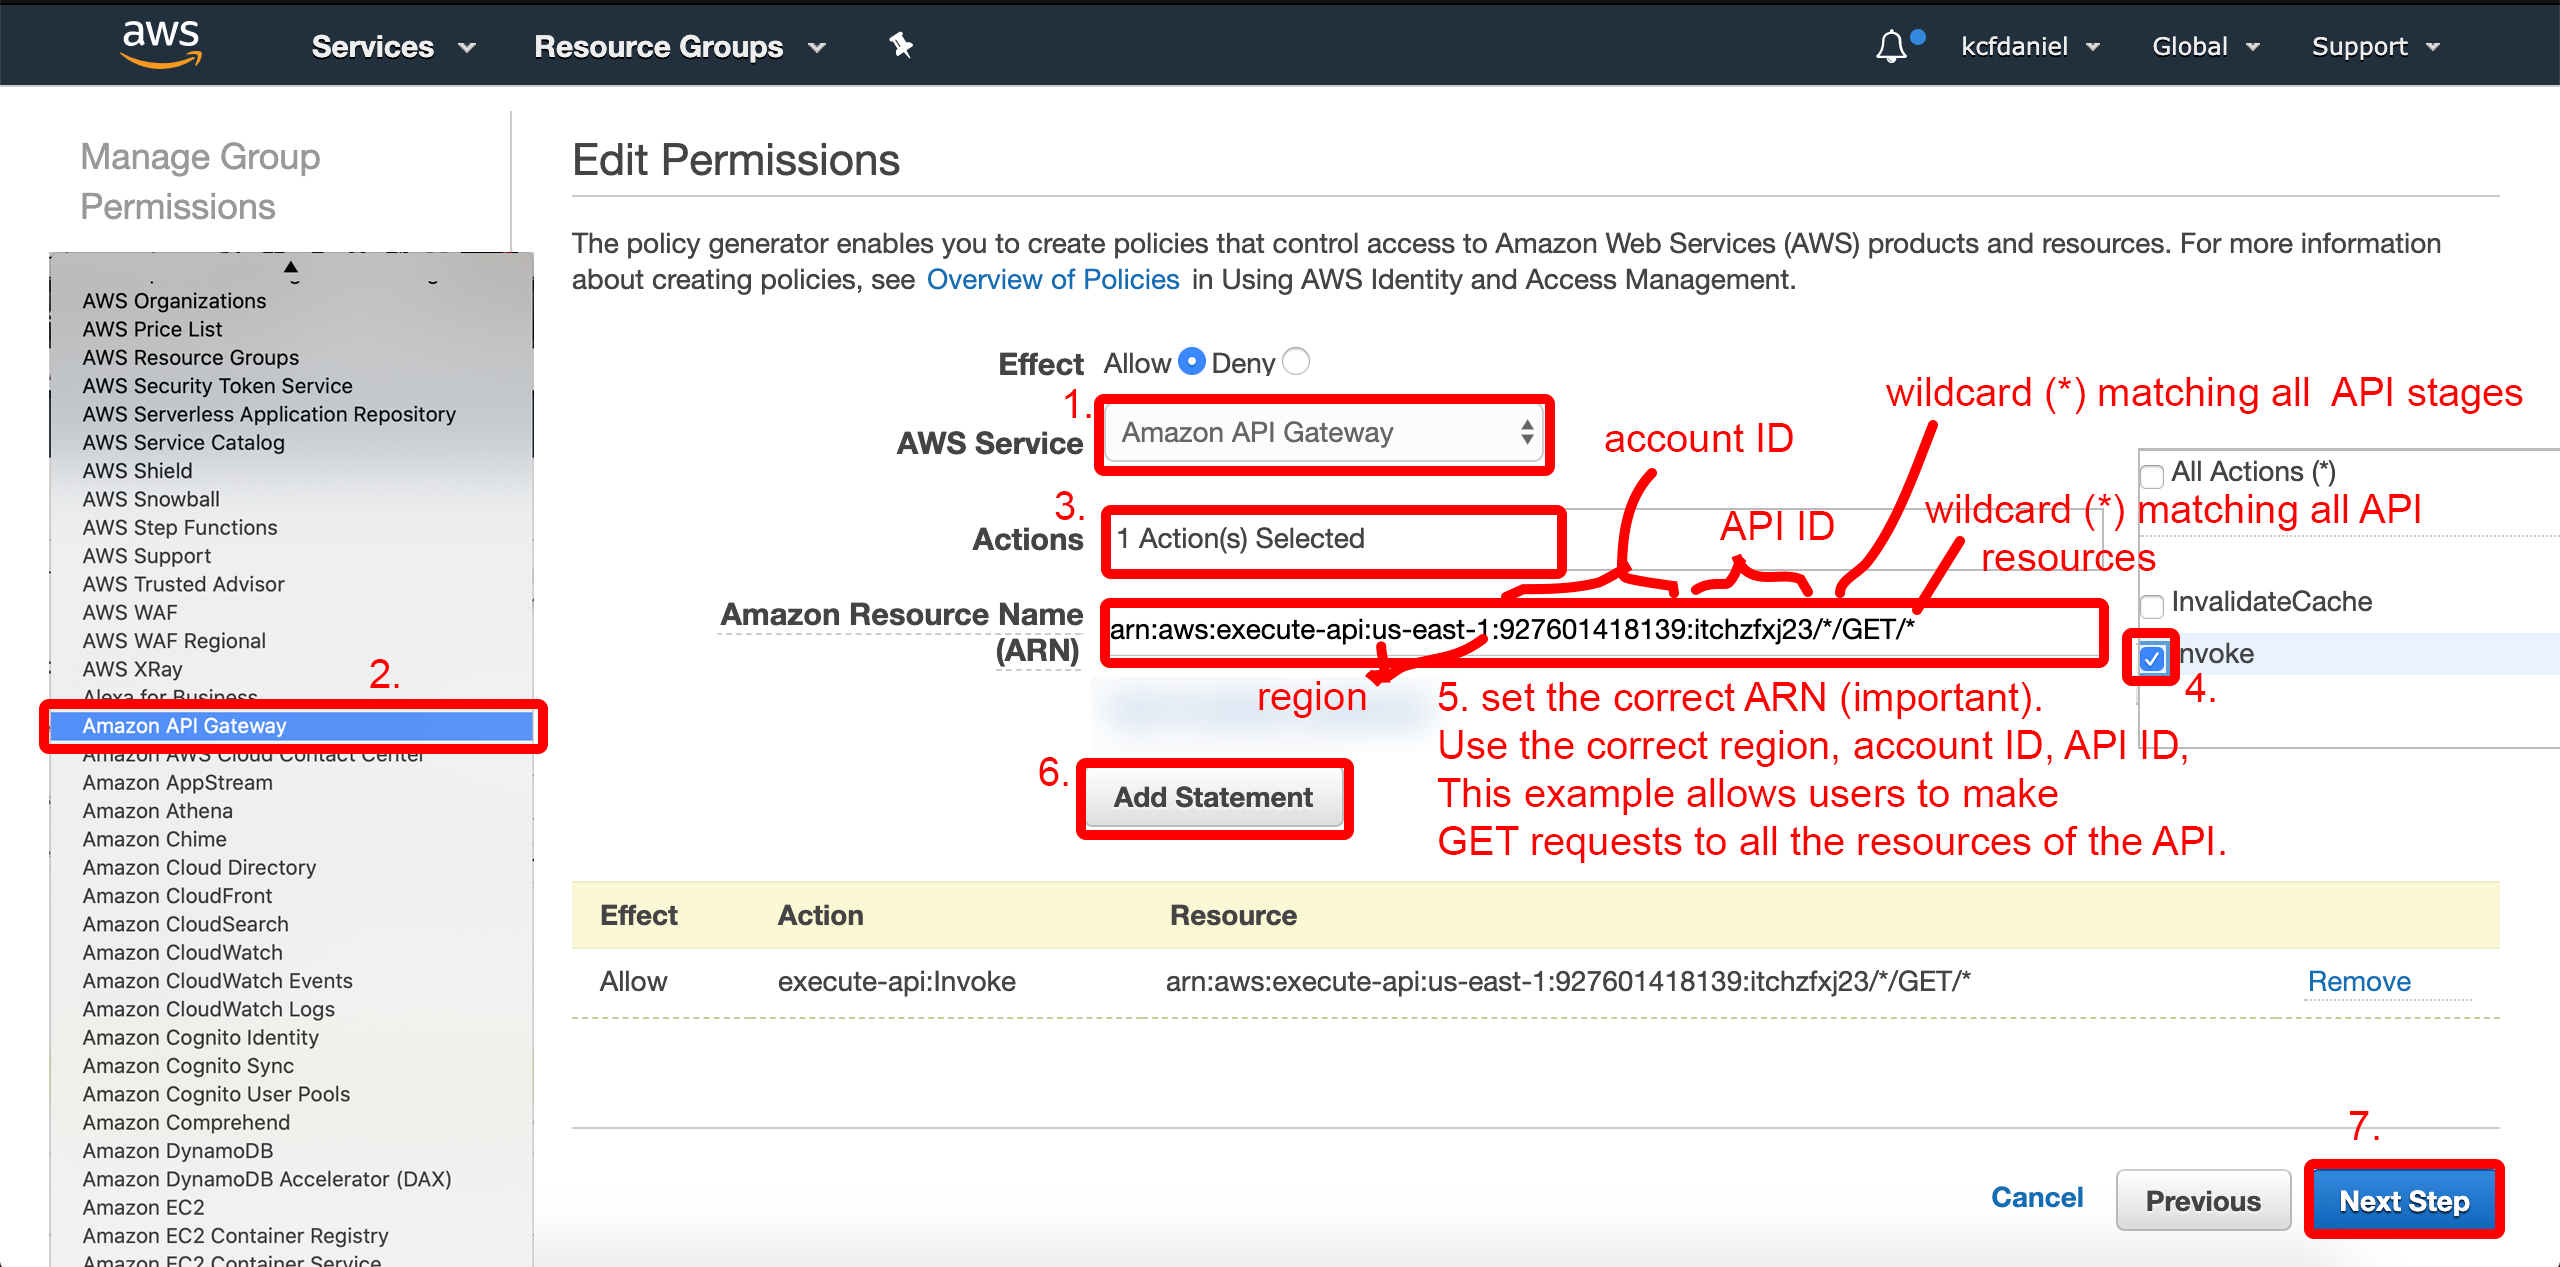 aws
Services
Resource Groups
kcfdaniel
Global
Support
Manage Group
Permissions
AWS Organizations
AWS Price List
AWS Resource Groups
AWS Security Token Service
AWS Serverless Application Repository
AWS Service Catalog
AWS Shield
AWS Snowball
AWS Step Functions
AWS Support
AWS Trusted Advisor
AWS WAF
AWS WAF Regional
AWS XRay
Alexa for Business
2.
Amazon API Gateway
Amazon AWS Cloud Contact Center
Amazon AppStream
Amazon Athena
Amazon Chime
Amazon Cloud Directory
Amazon CloudFront
Amazon CloudSearch
Amazon CloudWatch
Amazon CloudWatch Events
Amazon CloudWatch Logs
Amazon Cognito Identity
Amazon Cognito Sync
Amazon Cognito User Pools
Amazon Comprehend
Amazon DynamoDB
Amazon DynamoDB Accelerator (DAX)
Amazon EC2
Amazon EC2 Container Registry
Amazon EC2 Container Service
Edit Permissions
The policy generator enables you to create policies that control access to Amazon Web Services (AWS) products and resources. For more information
about creating policies, see Overview of Policies in Using AWS Identity and Access Management.
Effect Allow Deny
1.
AWS Service Amazon API Gateway
account ID
wildcard (*) matching all API stages
All Actions (*)
3.
Actions 1 Action(s) Selected
API ID
wildcard (*) matching all API
resources
InvalidateCache
Amazon Resource Name
(ARN)
arn:aws:execute-api:us-east-1:927601418139:itchzfxj23/*/GET/*
nvoke
4.
region
5. set the correct ARN (important).
Use the correct region, account ID, API ID,
This example allows users to make
GET requests to all the resources of the API.
6.
Add Statement
Effect Action Resource
Allow execute-api:Invoke arn:aws:execute-api:us-east-1:927601418139:itchzfxj23/*/GET/* Remove
7.
Cancel Previous Next Step